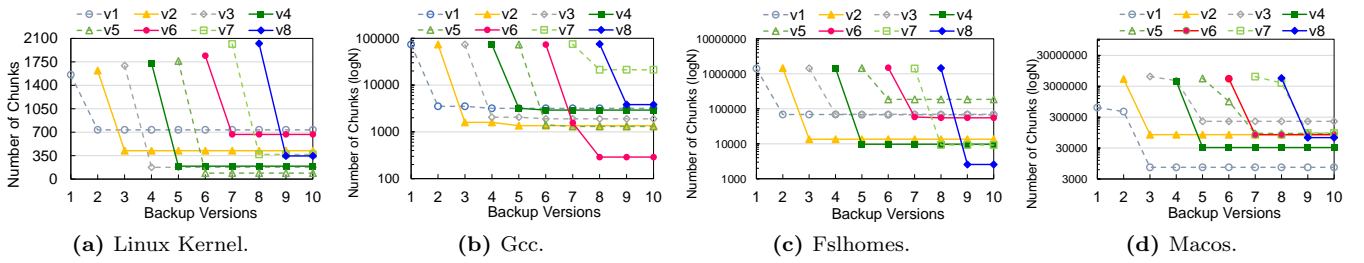 v1 v2 v3 v4
v5 v6 v7 v8
2100
1750
1400
1050
700
350
0
Number of Chunks
1 2 3 4 5 6 7 8 9 10
Backup Versions
(a) Linux Kernel.
v1 v2 v3 v4
v5 v6 v7 v8
100000
10000
1000
100
Number of Chunks (logN)
1 2 3 4 5 6 7 8 9 10
Backup Versions
(b) Gcc.
v1 v2 v3 v4
v5 v6 v7 v8
10000000
1000000
100000
10000
1000
Number of Chunks (logN)
1 2 3 4 5 6 7 8 9 10
Backup Versions
(c) Fslhomes.
v1 v2 v3 v4
v5 v6 v7 v8
30000000
3000000
300000
30000
3000
Number of Chunks (logN)
1 2 3 4 5 6 7 8 9 10
Backup Versions
(d) Macos.